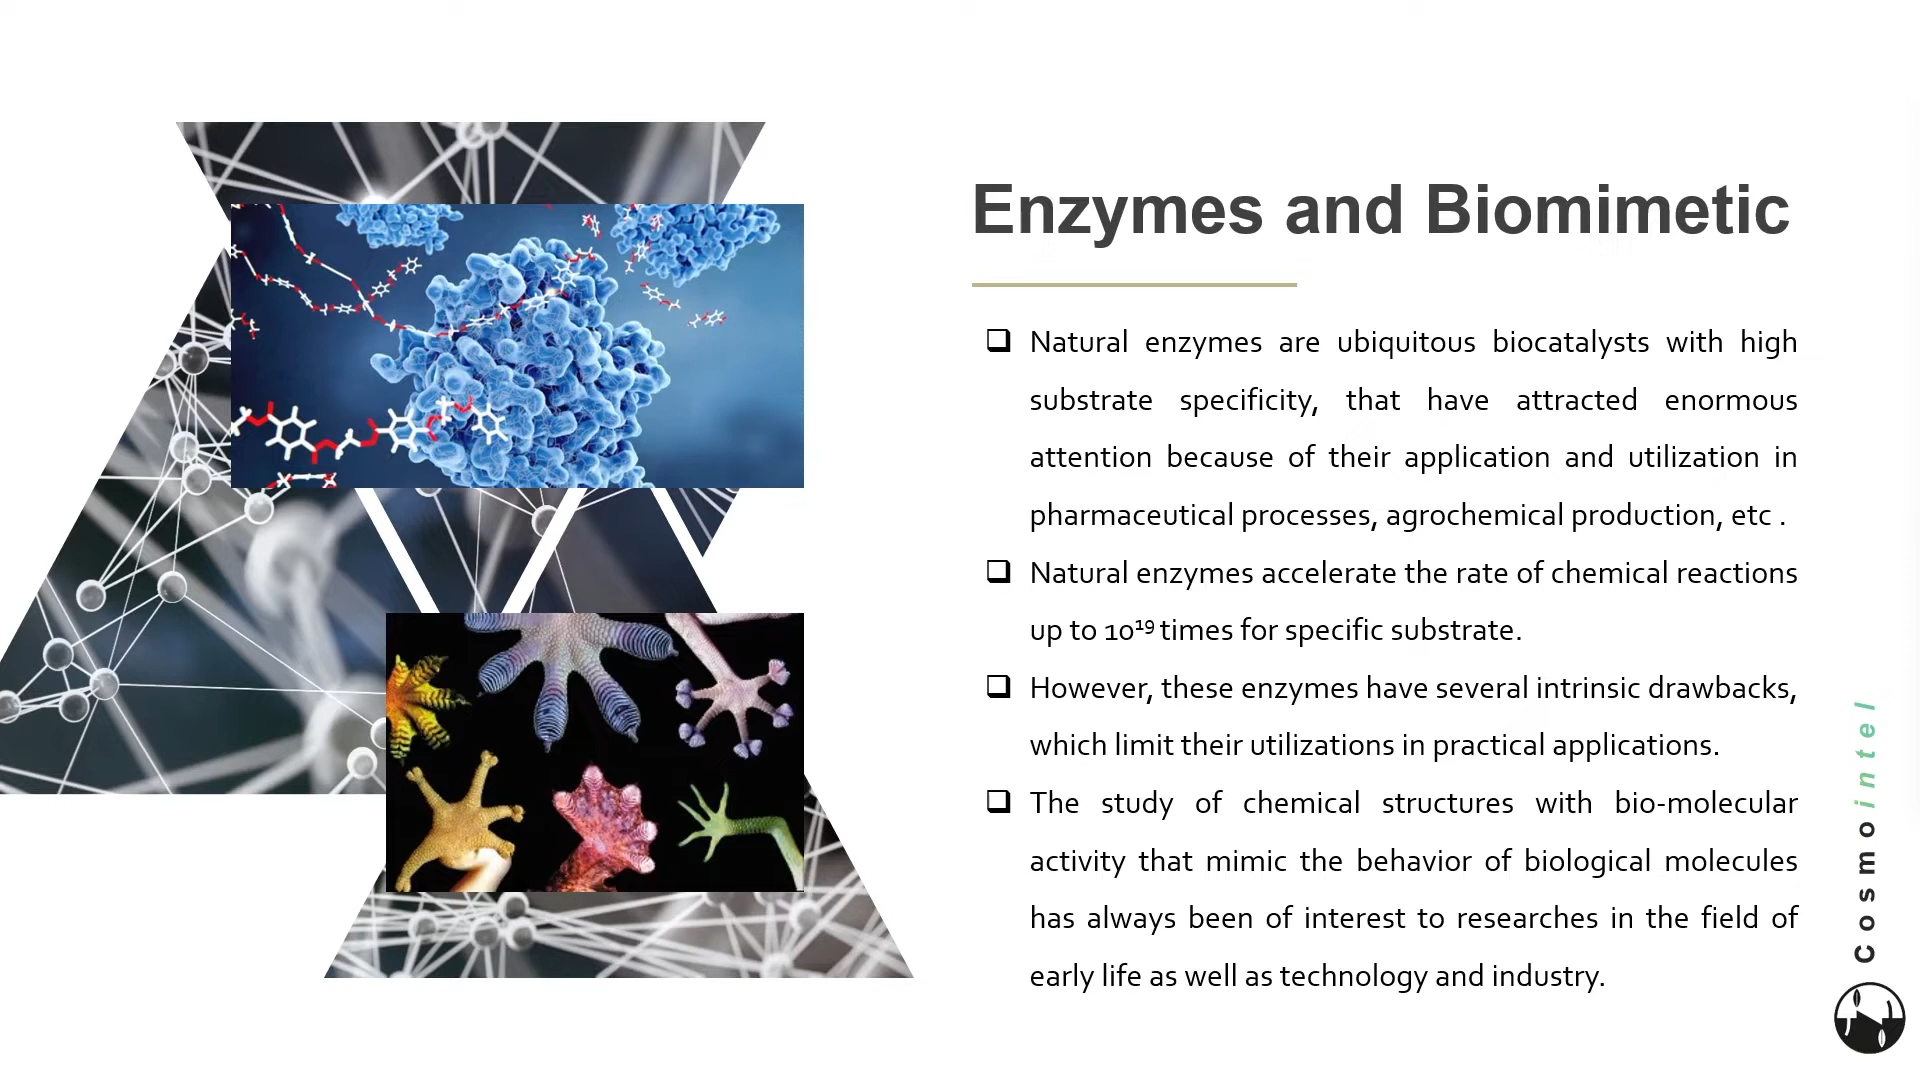 Enzymes and Biomimetic
❑ Natural enzymes are ubiquitous biocatalysts with high
substrate specificity, that have attracted enormous
attention because of their application and utilization in
pharmaceutical processes, agrochemical production, etc .
❑ Natural enzymes accelerate the rate of chemical reactions
up to 10¹⁹ times for specific substrate.
❑ However, these enzymes have several intrinsic drawbacks,
which limit their utilizations in practical applications.
❑ The study of chemical structures with bio-molecular
activity that mimic the behavior of biological molecules
has always been of interest to researches in the field of
early life as well as technology and industry.
Cosmointel